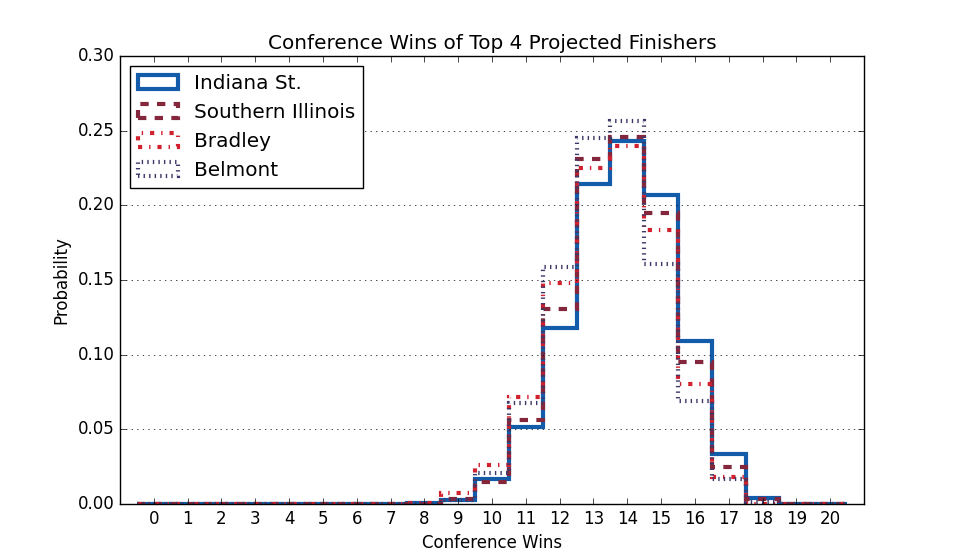 Conference Wins of Top 4 Projected Finishers
0.30
Indiana St.
Southern Illinois
Bradley
Belmont
0.25
0.20
0.15
0.10
0.05
0.00
Probability
0 1 2 3 4 5 6 7 8 9 10 11 12 13 14 15 16 17 18 19 20
Conference Wins